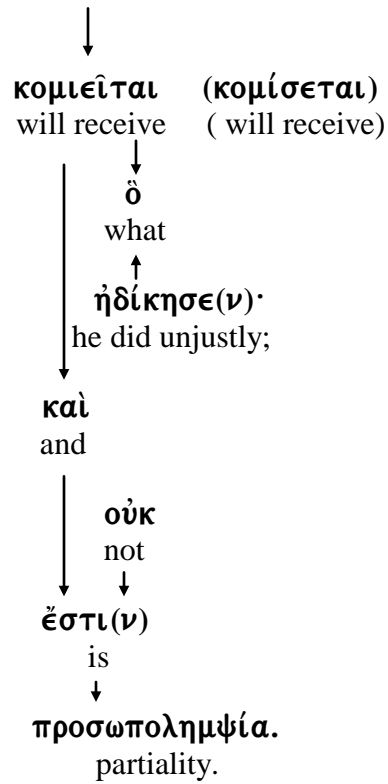 κομιεῖται (κομίσεται)
will receive ( will receive)
ὃ
what
ἠδίκησε(ν)·
he did unjustly;
καὶ
and
οὐκ
not
ἔστι(ν)
is
προσωπολημψία.
partiality.